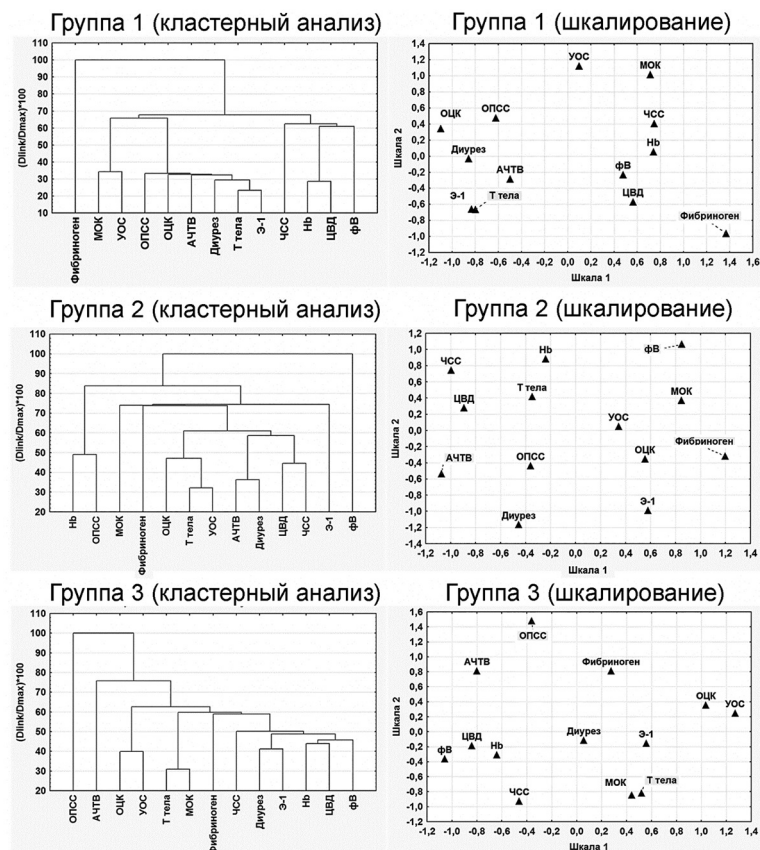 Группа 1 (кластерный анализ)
(Dlink/Dmax)*100
110
100
90
80
70
60
50
40
30
20
10
Фибриноген
МОК
УОС
ОПСС
ОЦК
АЧТВ
Диурез
Т тела
Э-1
ЧСС
Hb
ЦВД
фВ
Группа 1 (шкалирование)
Шкала 2
1,4
1,2
1,0
0,8
0,6
0,4
0,2
0,0
-0,2
-0,4
-0,6
-0,8
-1,0
-1,2
УОС
МОК
ОПСС
ОЦК
ЧСС
Hb
Диурез
АЧТВ
фВ
Э-1
Т тела
ЦВД
Фибриноген
-1,2 -1,0 -0,8 -0,6 -0,4 -0,2 0,0 0,2 0,4 0,6 0,8 1,0 1,2 1,4 1,6
Шкала 1
Группа 2 (кластерный анализ)
(Dlink/Dmax)*100
110
100
90
80
70
60
50
40
30
20
Hb
ОПСС
МОК
Фибриноген
ОЦК
Т тела
УОС
АЧТВ
Диурез
ЦВД
ЧСС
Э-1
фВ
Группа 2 (шкалирование)
Шкала 2
1,2
1,0
0,8
0,6
0,4
0,2
0,0
-0,2
-0,4
-0,6
-0,8
-1,0
-1,2
-1,4
фВ
Hb
ЧСС
Т тела
МОК
ЦВД
УОС
Фибриноген
АЧТВ
ОПСС
ОЦК
Э-1
Диурез
-1,2 -1,0 -0,8 -0,6 -0,4 -0,2 0,0 0,2 0,4 0,6 0,8 1,0 1,2 1,4
Шкала 1
Группа 3 (кластерный анализ)
(Dlink/Dmax)*100
110
100
90
80
70
60
50
40
30
20
ОПСС
АЧТВ
ОЦК
УОС
Т тела
МОК
Фибриноген
ЧСС
Диурез
Э-1
Hb
ЦВД
фВ
Группа 3 (шкалирование)
Шкала 2
1,6
1,4
1,2
1,0
0,8
0,6
0,4
0,2
0,0
-0,2
-0,4
-0,6
-0,8
-1,0
-1,2
ОПСС
АЧТВ
Фибриноген
ОЦК
УОС
Диурез
Э-1
ЦВД
Hb
фВ
МОК
Т тела
ЧСС
-1,2 -1,0 -0,8 -0,6 -0,4 -0,2 0,0 0,2 0,4 0,6 0,8 1,0 1,2 1,4
Шкала 1